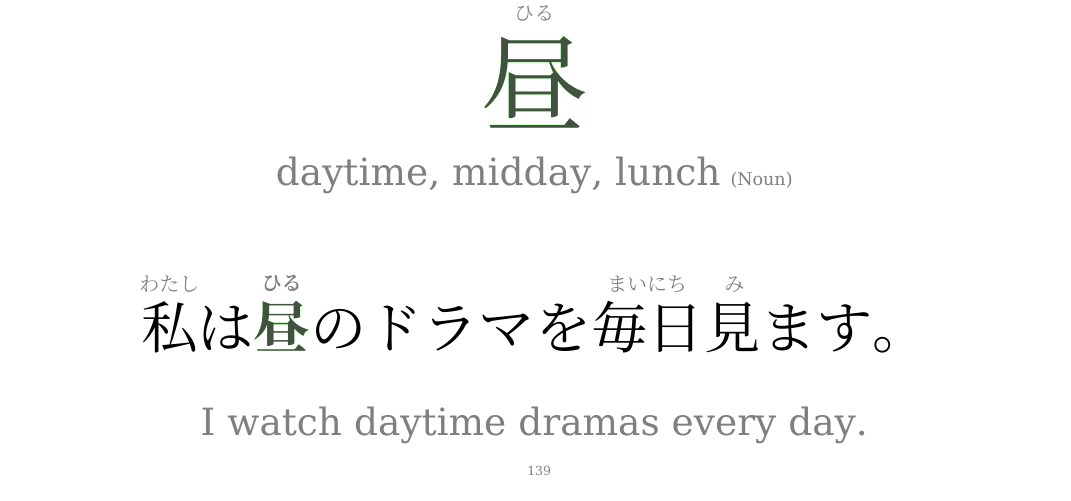 ひる
昼
daytime, midday, lunch (Noun)
わたし ひる まいにち み
私は昼のドラマを毎日見ます。
I watch daytime dramas every day.
139